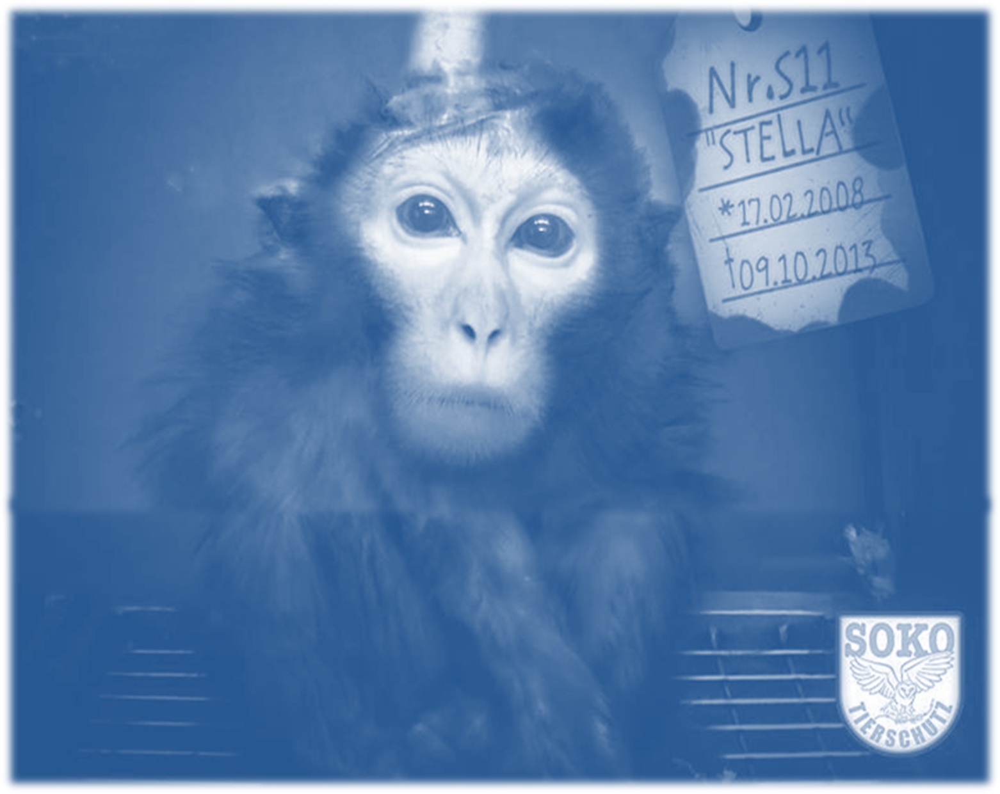 Nr.S11
"STELLA"
*17.02.2008
†09.10.2013
SOKO
TIERSCHUTZ